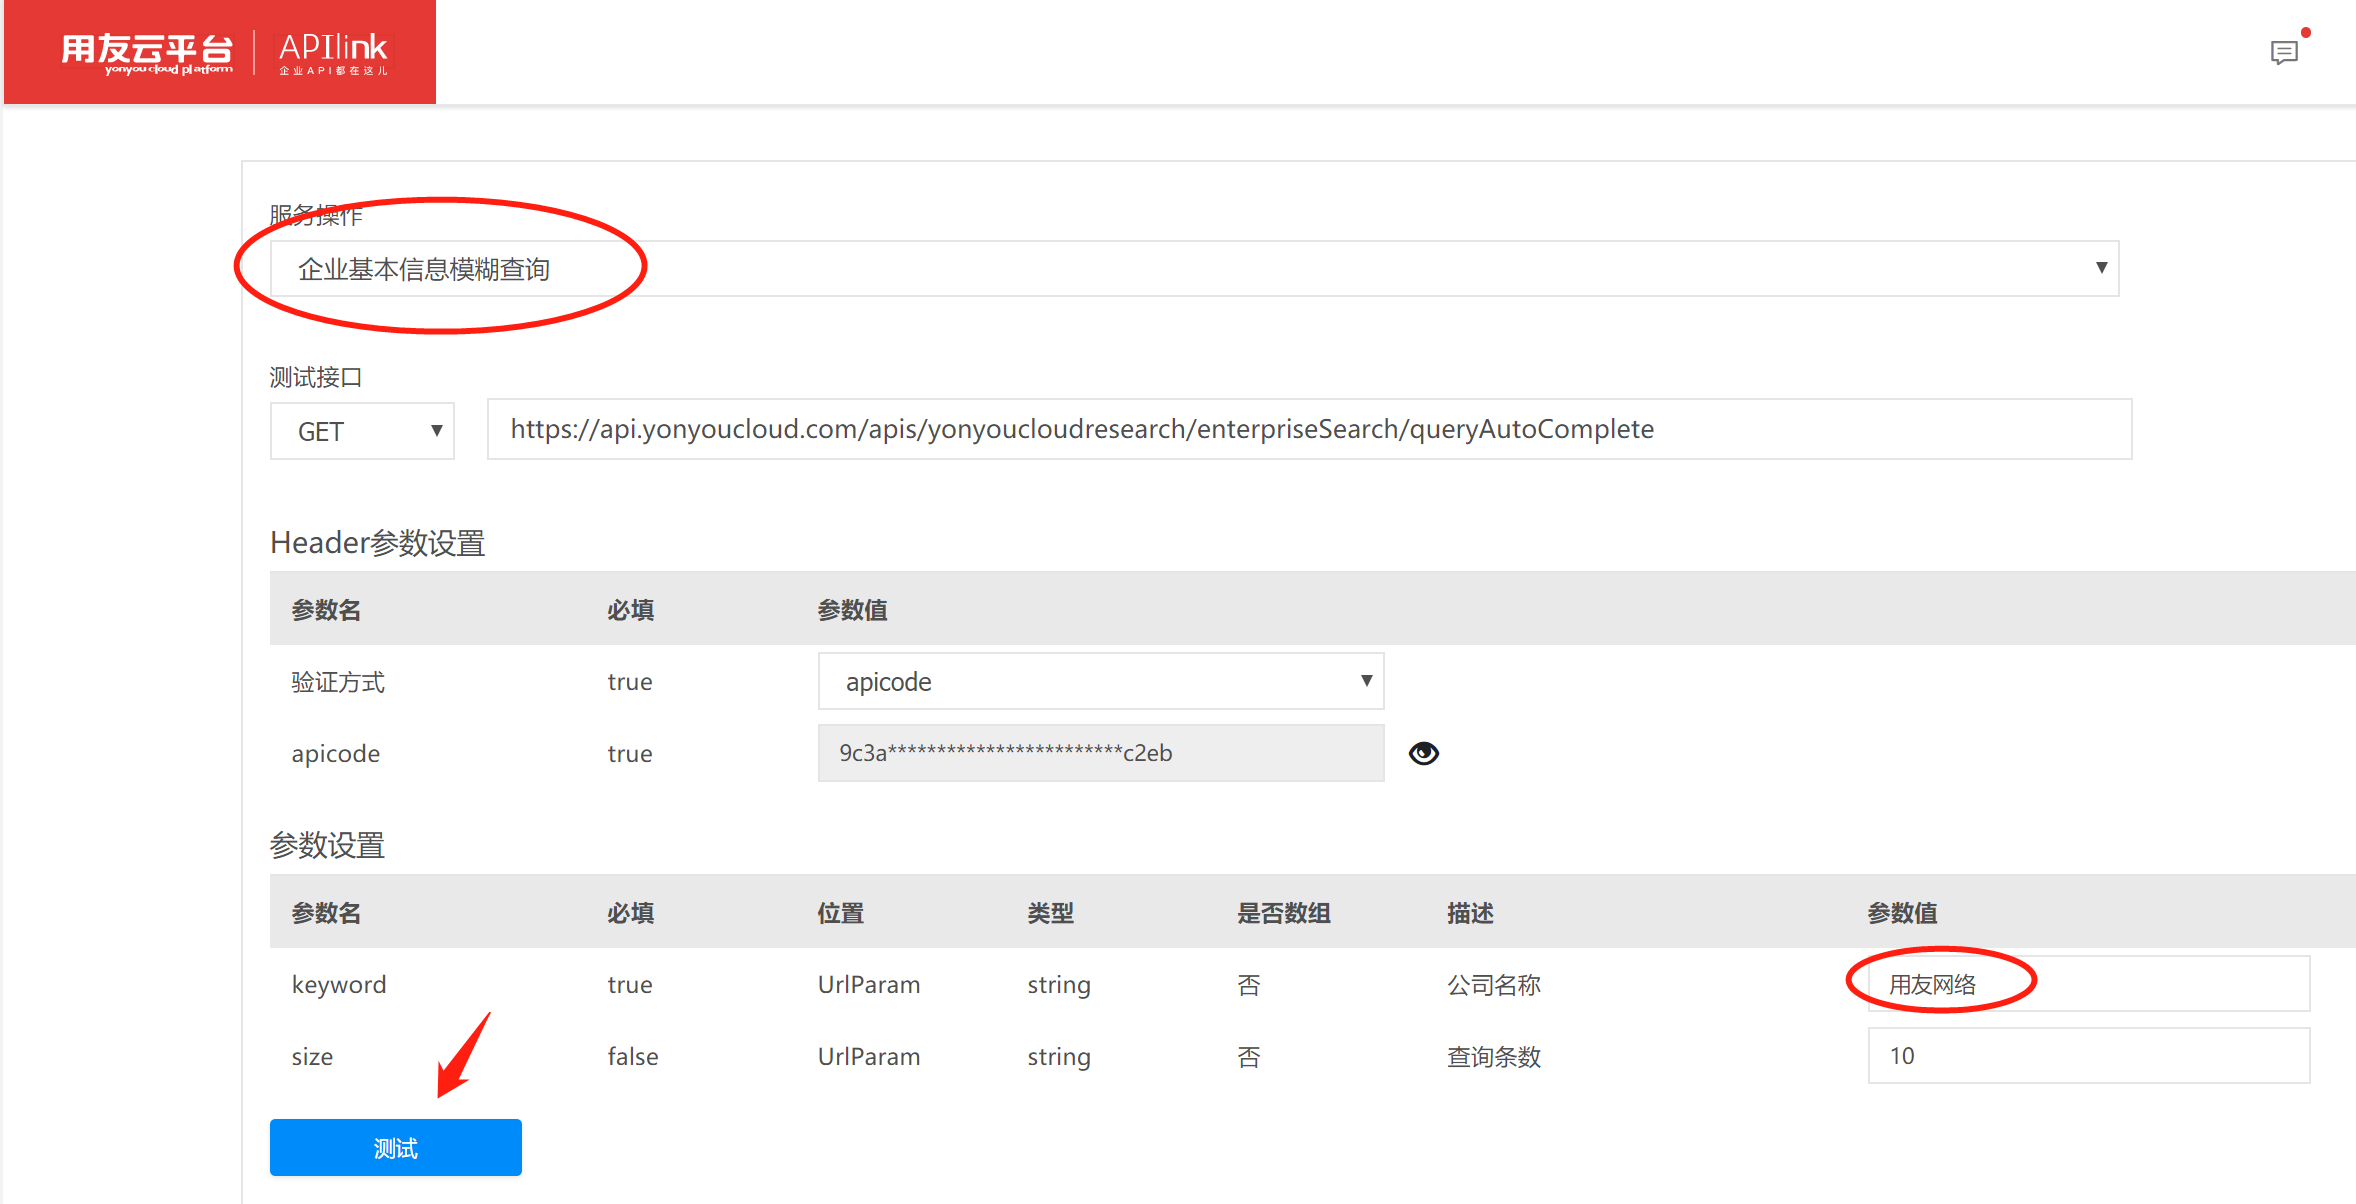 用友云平台
yonyou cloud platform
APIlink
企业API都在这儿
服务操作
企业基本信息模糊查询
测试接口
GET https://api.yonyoucloud.com/apis/yonyoucloudresearch/enterpriseSearch/queryAutoComplete
Header参数设置
参数名 必填 参数值
验证方式 true apicode
apicode true 9c3a************************c2eb
参数设置
参数名 必填 位置 类型 是否数组 描述 参数值
keyword true UrlParam string 否 公司名称 用友网络
size false UrlParam string 否 查询条数 10
测试